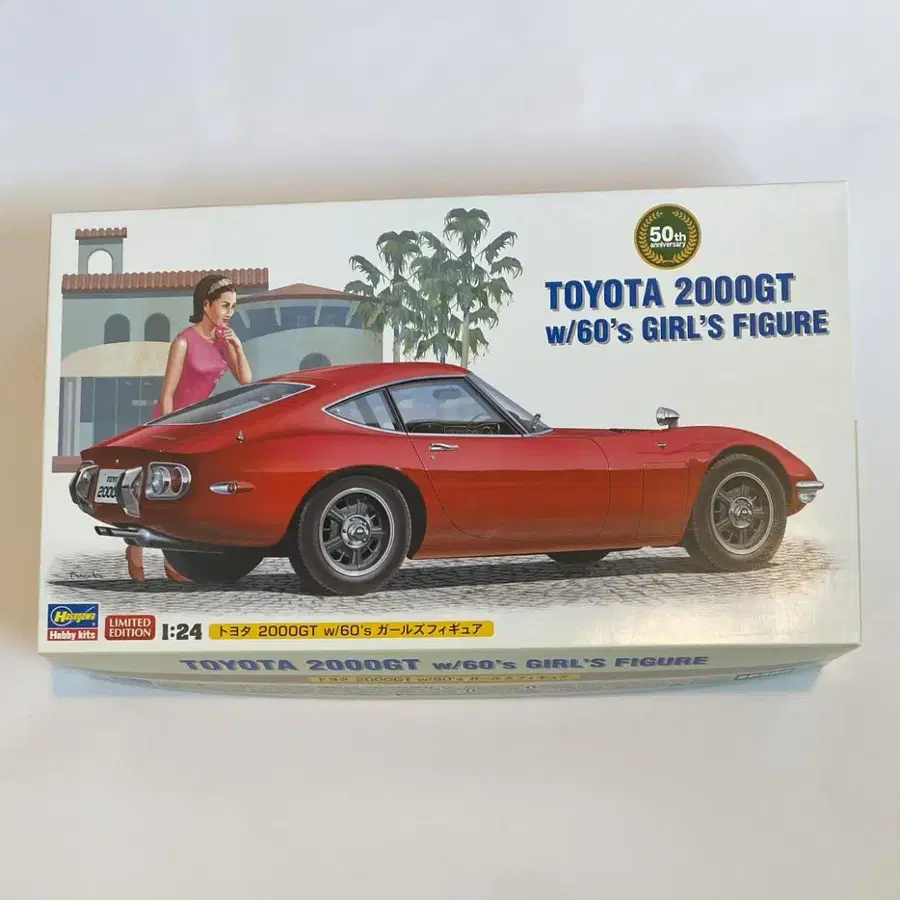 50th
anniversary
TOYOTA 2000GT
w/60's GIRL'S FIGURE
2000
Hasegawa
Hobby kits
LIMITED
EDITION
1:24
トヨタ 2000GT w/60's ガールズフィギュア
TOYOTA 2000GT w/60's GIRL'S FIGURE
トヨタ 2000GT w/60's ガールズフィギュア